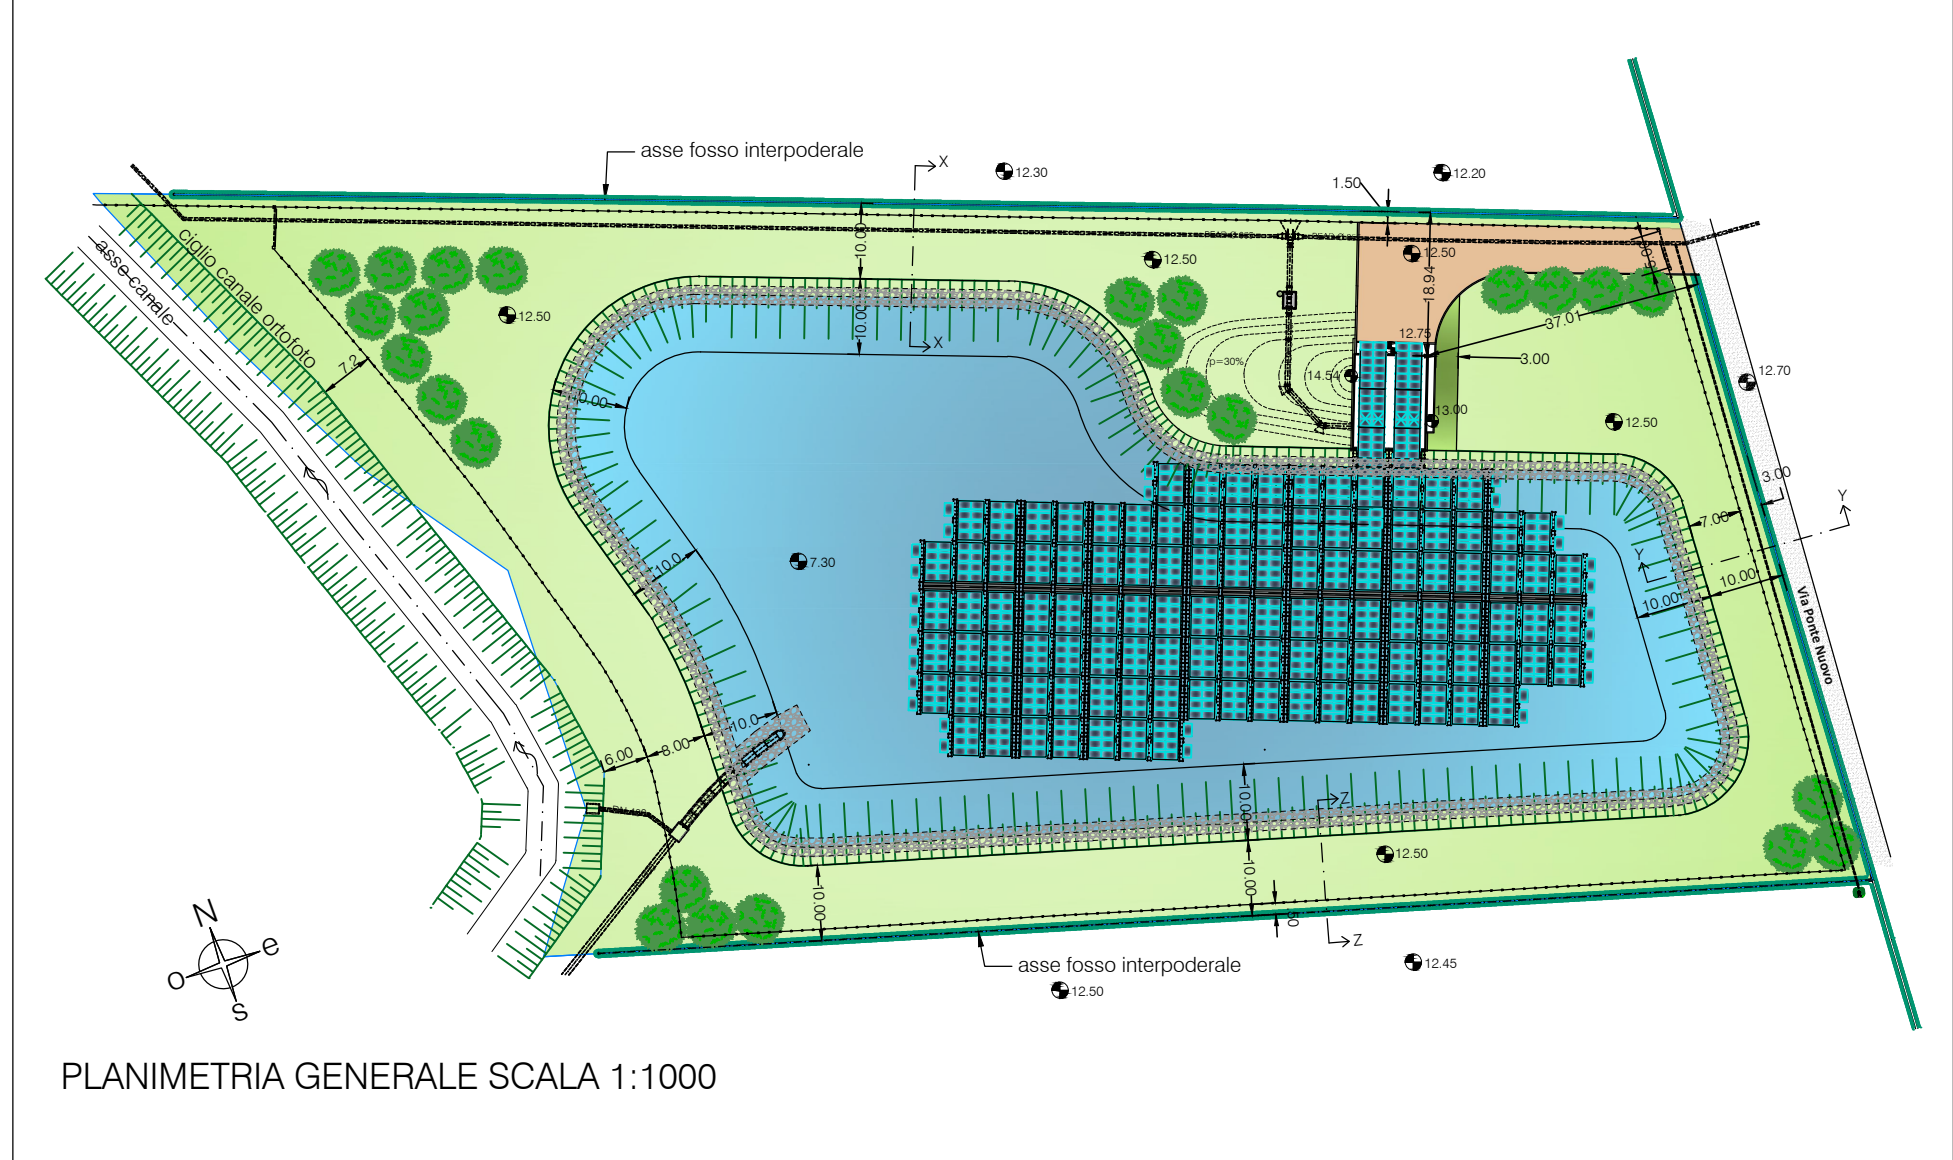 asse fosso interpoderale
X
12.30
12.20
1.50
asse canale
ciglio canale ortofoto
10.00
12.50
12.50
18.94
5.00
12.50
X
10.00
7.2
p=30%
14.54
12.75
37.01
3.00
13.00
12.50
12.70
3.00
Y
7.00
Y
10.00
10.00
Via Ponte Nuovo
10.0
7.30
10.0
6.00
8.00
10.00
Z
12.50
10.00
10.00
Z
12.45
asse fosso interpoderale
12.50
N
e
o
s
PLANIMETRIA GENERALE SCALA 1:1000